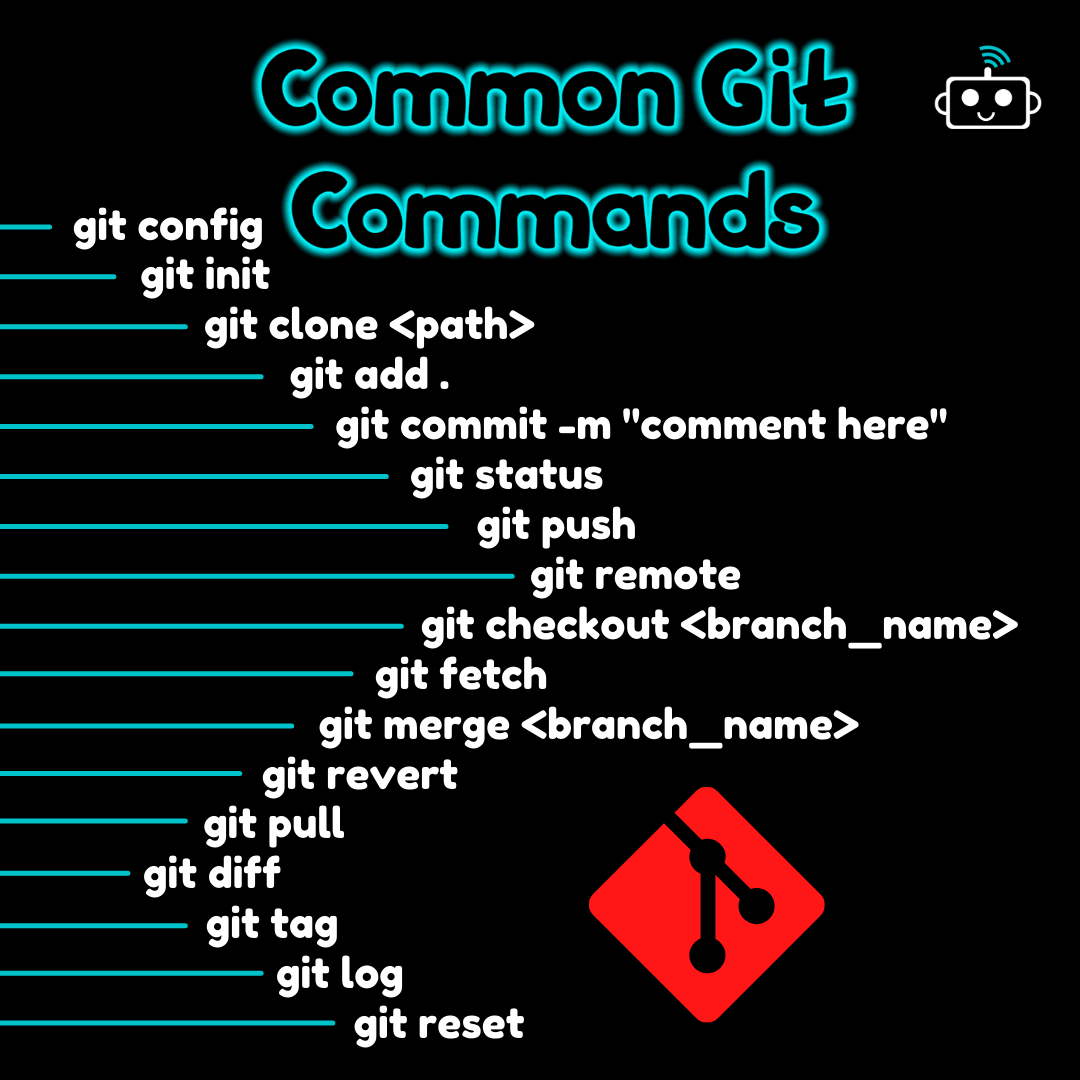 Common Git
Commands
git config
git init
git clone <path>
git add .
git commit -m "comment here"
git status
git push
git remote
git checkout <branch_name>
git fetch
git merge <branch_name>
git revert
git pull
git diff
git tag
git log
git reset